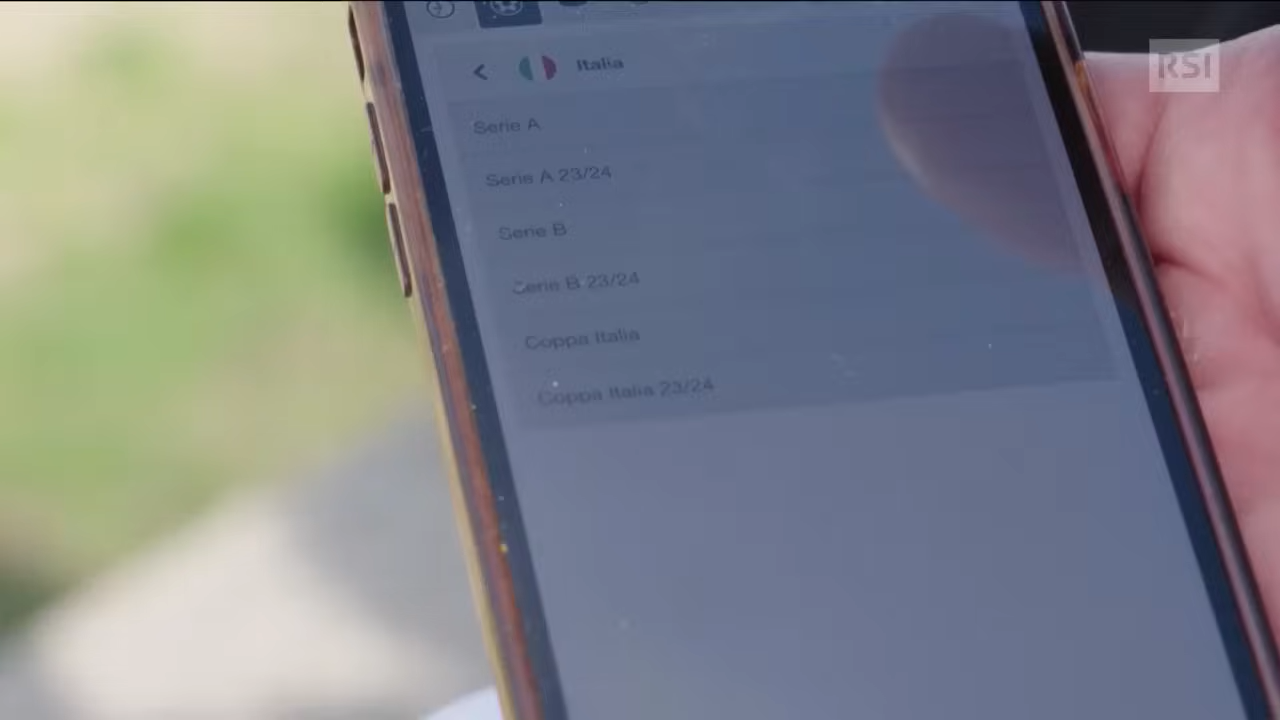 RSI
Italia
Serie A
Serie A 23/24
Serie B
Serie B 23/24
Coppa Italia
Coppa Italia 23/24